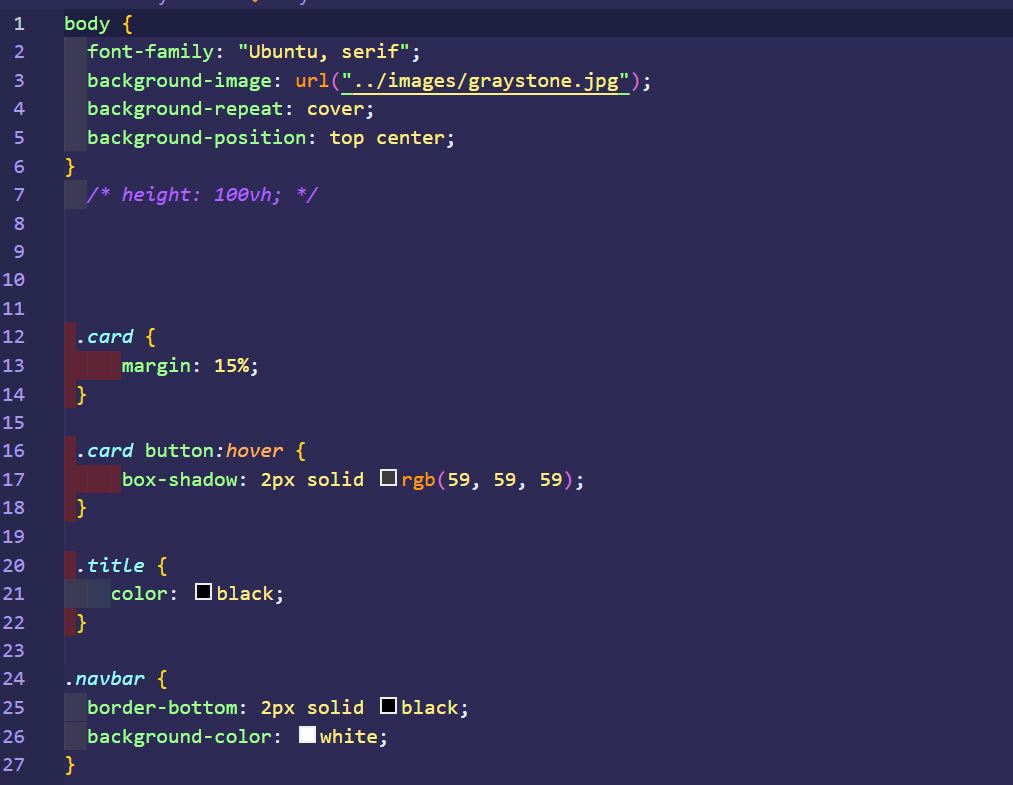 1 body {
2   font-family: "Ubuntu, serif";
3   background-image: url("../images/graystone.jpg");
4   background-repeat: cover;
5   background-position: top center;
6 }
7   /* height: 100vh; */
8
9
10
11
12  .card {
13      margin: 15%;
14  }
15
16  .card button:hover {
17      box-shadow: 2px solid rgb(59, 59, 59);
18  }
19
20  .title {
21     color: black;
22  }
23
24 .navbar {
25   border-bottom: 2px solid black;
26   background-color: white;
27 }